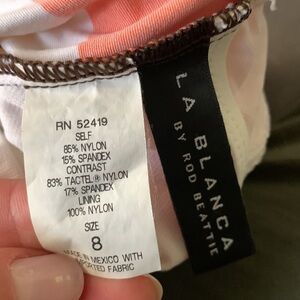 RN 52419
SELF
85% NYLON
15% SPANDEX
CONTRAST
83% TACTEL® NYLON
17% SPANDEX
LINING
100% NYLON
SIZE
8
MADE IN MEXICO WITH
IMPORTED FABRIC
LA BLANCA
BY ROD BEATTIE